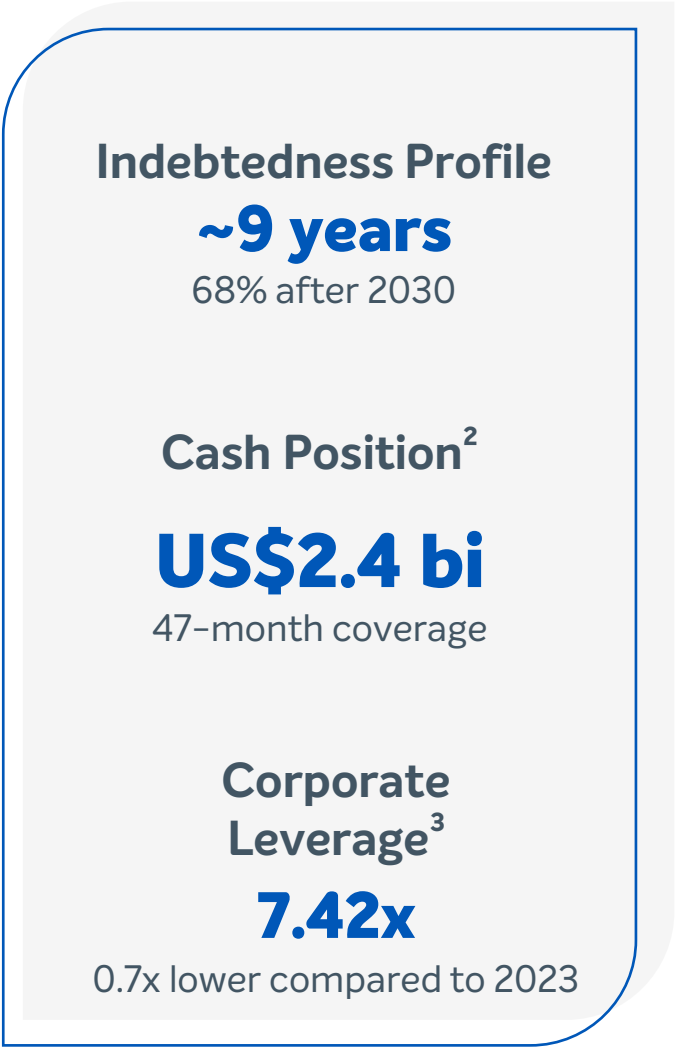 Indebtedness Profile
~9 years
68% after 2030
Cash Position²
US$2.4 bi
47-month coverage
Corporate
Leverage³
7.42x
0.7x lower compared to 2023